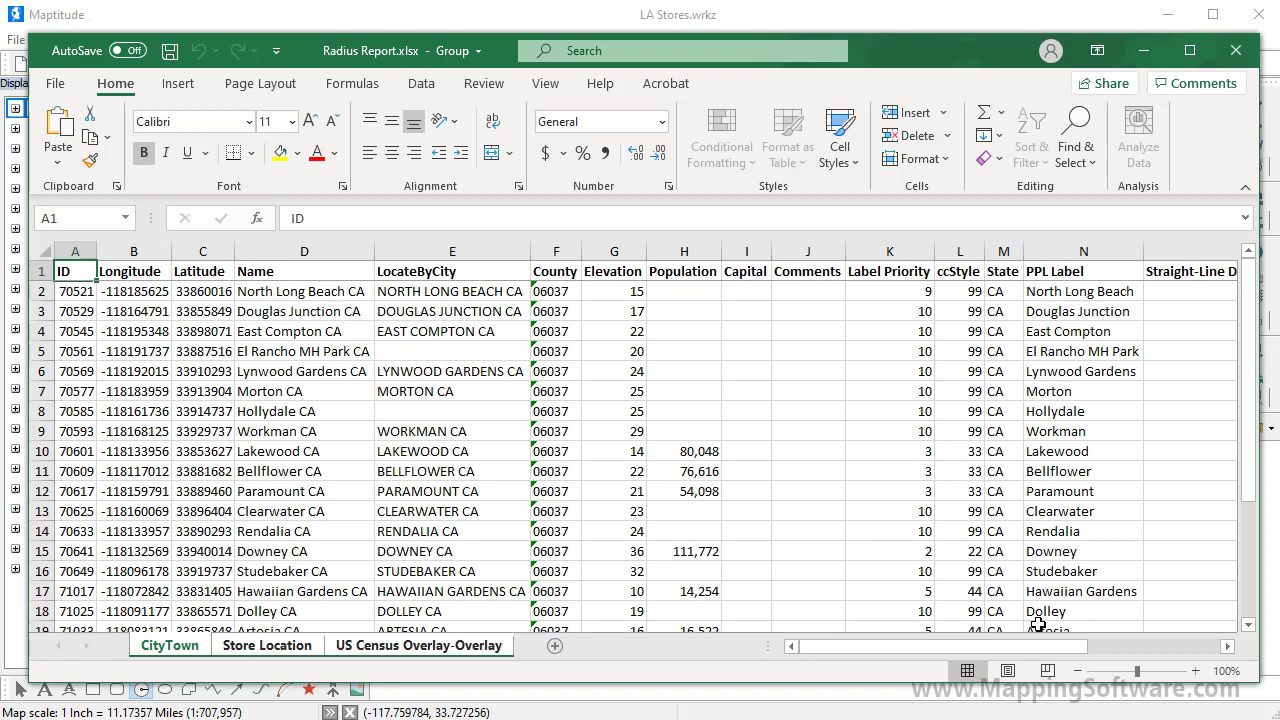 Maptitude LA Stores.wrkz
File
Displa
AutoSave Off Radius Report.xlsx - Group Search
File Home Insert Page Layout Formulas Data Review View Help Acrobat Share Comments
Paste Calibri 11 General Conditional Formatting Format as Table Cell Styles Insert Delete Format Sort & Filter Find & Select Analyze Data
Clipboard Font Alignment Number Styles Cells Editing Analysis
A1 fx ID
A B C D E F G H I J K L M N
1 ID Longitude Latitude Name LocateByCity County Elevation Population Capital Comments Label Priority ccStyle State PPL Label Straight-Line D
2 70521 -118185625 33860016 North Long Beach CA NORTH LONG BEACH CA 06037 15 9 99 CA North Long Beach
3 70529 -118164791 33855849 Douglas Junction CA DOUGLAS JUNCTION CA 06037 17 10 99 CA Douglas Junction
4 70545 -118195348 33898071 East Compton CA EAST COMPTON CA 06037 22 10 99 CA East Compton
5 70561 -118191737 33887516 El Rancho MH Park CA 06037 20 10 99 CA El Rancho MH Park
6 70569 -118192015 33910293 Lynwood Gardens CA LYNWOOD GARDENS CA 06037 24 10 99 CA Lynwood Gardens
7 70577 -118183959 33913904 Morton CA MORTON CA 06037 25 10 99 CA Morton
8 70585 -118161736 33914737 Hollydale CA 06037 25 10 99 CA Hollydale
9 70593 -118168125 33929737 Workman CA WORKMAN CA 06037 29 10 99 CA Workman
10 70601 -118133956 33853627 Lakewood CA LAKEWOOD CA 06037 14 80,048 3 33 CA Lakewood
11 70609 -118117012 33881682 Bellflower CA BELLFLOWER CA 06037 22 76,616 3 33 CA Bellflower
12 70617 -118159791 33889460 Paramount CA PARAMOUNT CA 06037 21 54,098 3 33 CA Paramount
13 70625 -118160069 33896404 Clearwater CA CLEARWATER CA 06037 23 10 99 CA Clearwater
14 70633 -118133957 33890293 Rendalia CA RENDALIA CA 06037 24 10 99 CA Rendalia
15 70641 -118132569 33940014 Downey CA DOWNEY CA 06037 36 111,772 2 22 CA Downey
16 70649 -118096178 33919737 Studebaker CA STUDEBAKER CA 06037 32 10 99 CA Studebaker
17 71017 -118072842 33831405 Hawaiian Gardens CA HAWAIIAN GARDENS CA 06037 10 14,254 5 44 CA Hawaiian Gardens
18 71025 -118091177 33865571 Dolley CA DOLLEY CA 06037 19 10 99 CA Dolley
19 71033 -118083121 33865848 Artesia CA ARTESIA CA 06037 16 16,522 5 44 CA Artesia
CityTown Store Location US Census Overlay-Overlay
100%
www.MappingSoftware.com
Map scale: 1 Inch = 11.17357 Miles (1:707,957) (-117.759784, 33.727256)